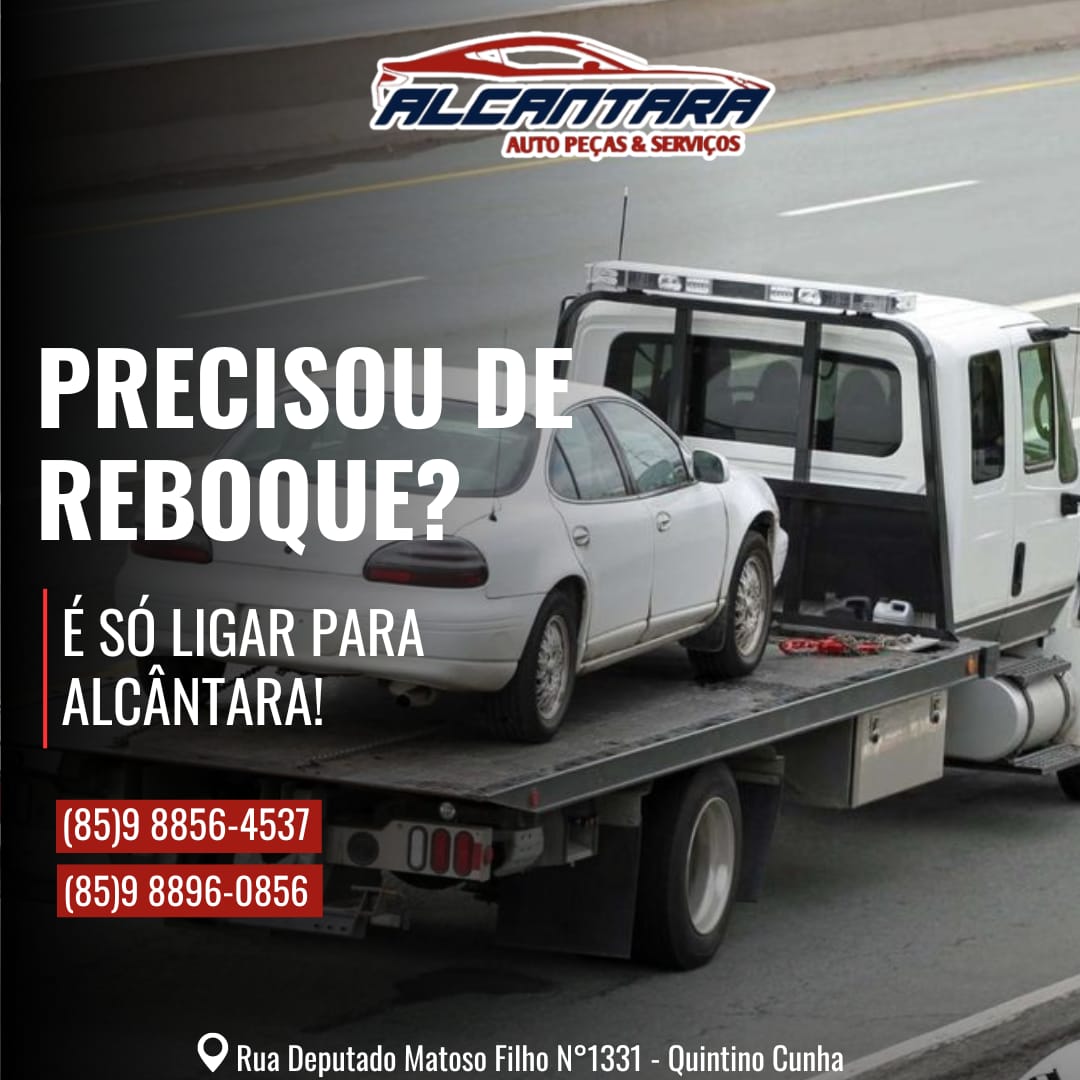 ALCANTARA
AUTO PEÇAS & SERVIÇOS
PRECISOU DE
REBOQUE?
É SÓ LIGAR PARA
ALCÂNTARA!
(85)9 8856-4537
(85)9 8896-0856
Rua Deputado Matoso Filho N°1331 - Quintino Cunha